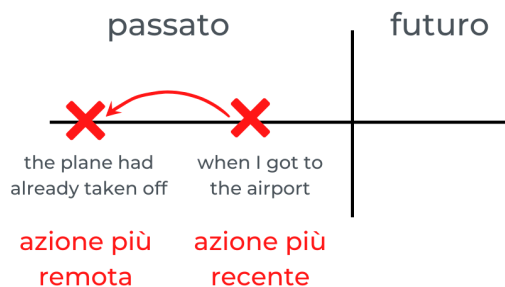 passato
futuro
the plane had
already taken off
when I got to
the airport
azione più
remota
azione più
recente